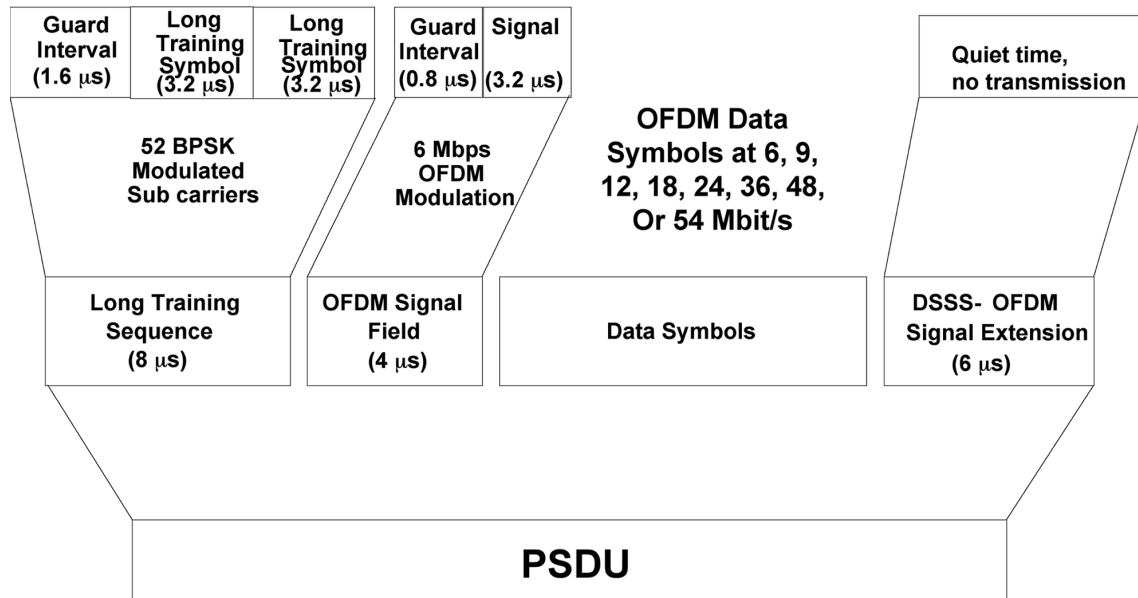 Guard
Interval
(1.6 μs)
Long
Training
Symbol
(3.2 μs)
Long
Training
Symbol
(3.2 μs)
Guard
Interval
(0.8 μs)
Signal
(3.2 μs)
Quiet time,
no transmission
52 BPSK
Modulated
Sub carriers
6 Mbps
OFDM
Modulation
OFDM Data
Symbols at 6, 9,
12, 18, 24, 36, 48,
Or 54 Mbit/s
Long Training
Sequence
(8 μs)
OFDM Signal
Field
(4 μs)
Data Symbols
DSSS- OFDM
Signal Extension
(6 μs)
PSDU